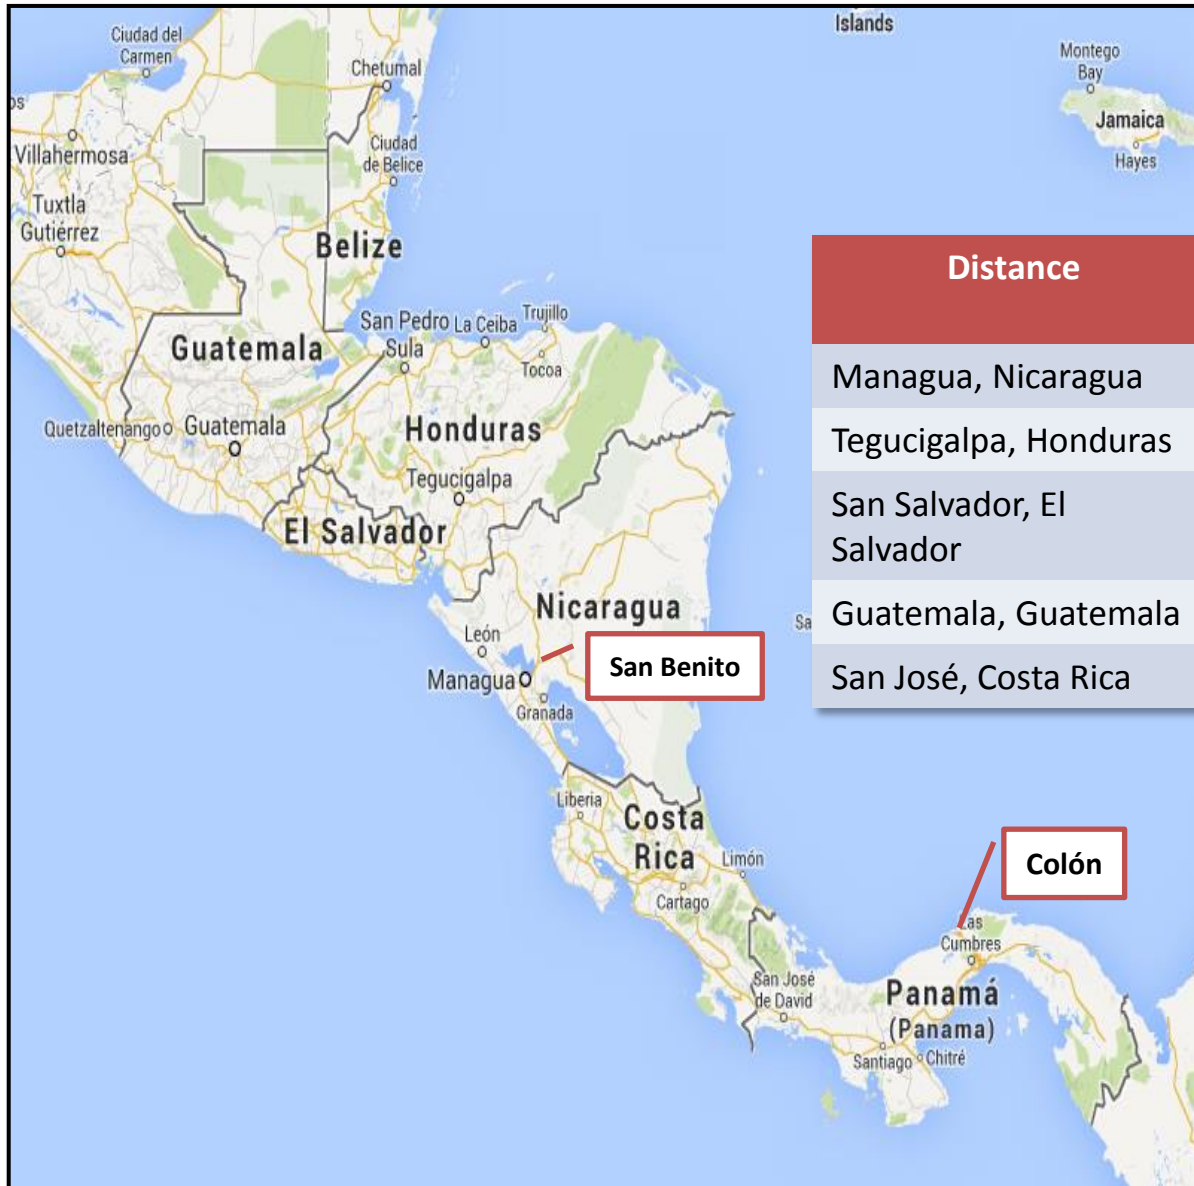 Islands
Ciudad del
Carmen
Chetumal
Montego
Bay
os
Villahermosa
Ciudad
de Belice
Jamaica
Hayes
Tuxtla
Gutiérrez
Belize
Distance
San Pedro
Sula
La Ceiba
Trujillo
Tocoa
Guatemala
Managua, Nicaragua
Quetzaltenango
Guatemala
Honduras
Tegucigalpa, Honduras
Tegucigalpa
El Salvador
San Salvador, El
Salvador
Nicaragua
Sa
Guatemala, Guatemala
León
San Benito
Managua
San José, Costa Rica
Granada
Liberia
Costa
Rica
Limón
Colón
Cartago
Las
Cumbres
San José
de David
Panamá
(Panama)
Santiago
Chitré